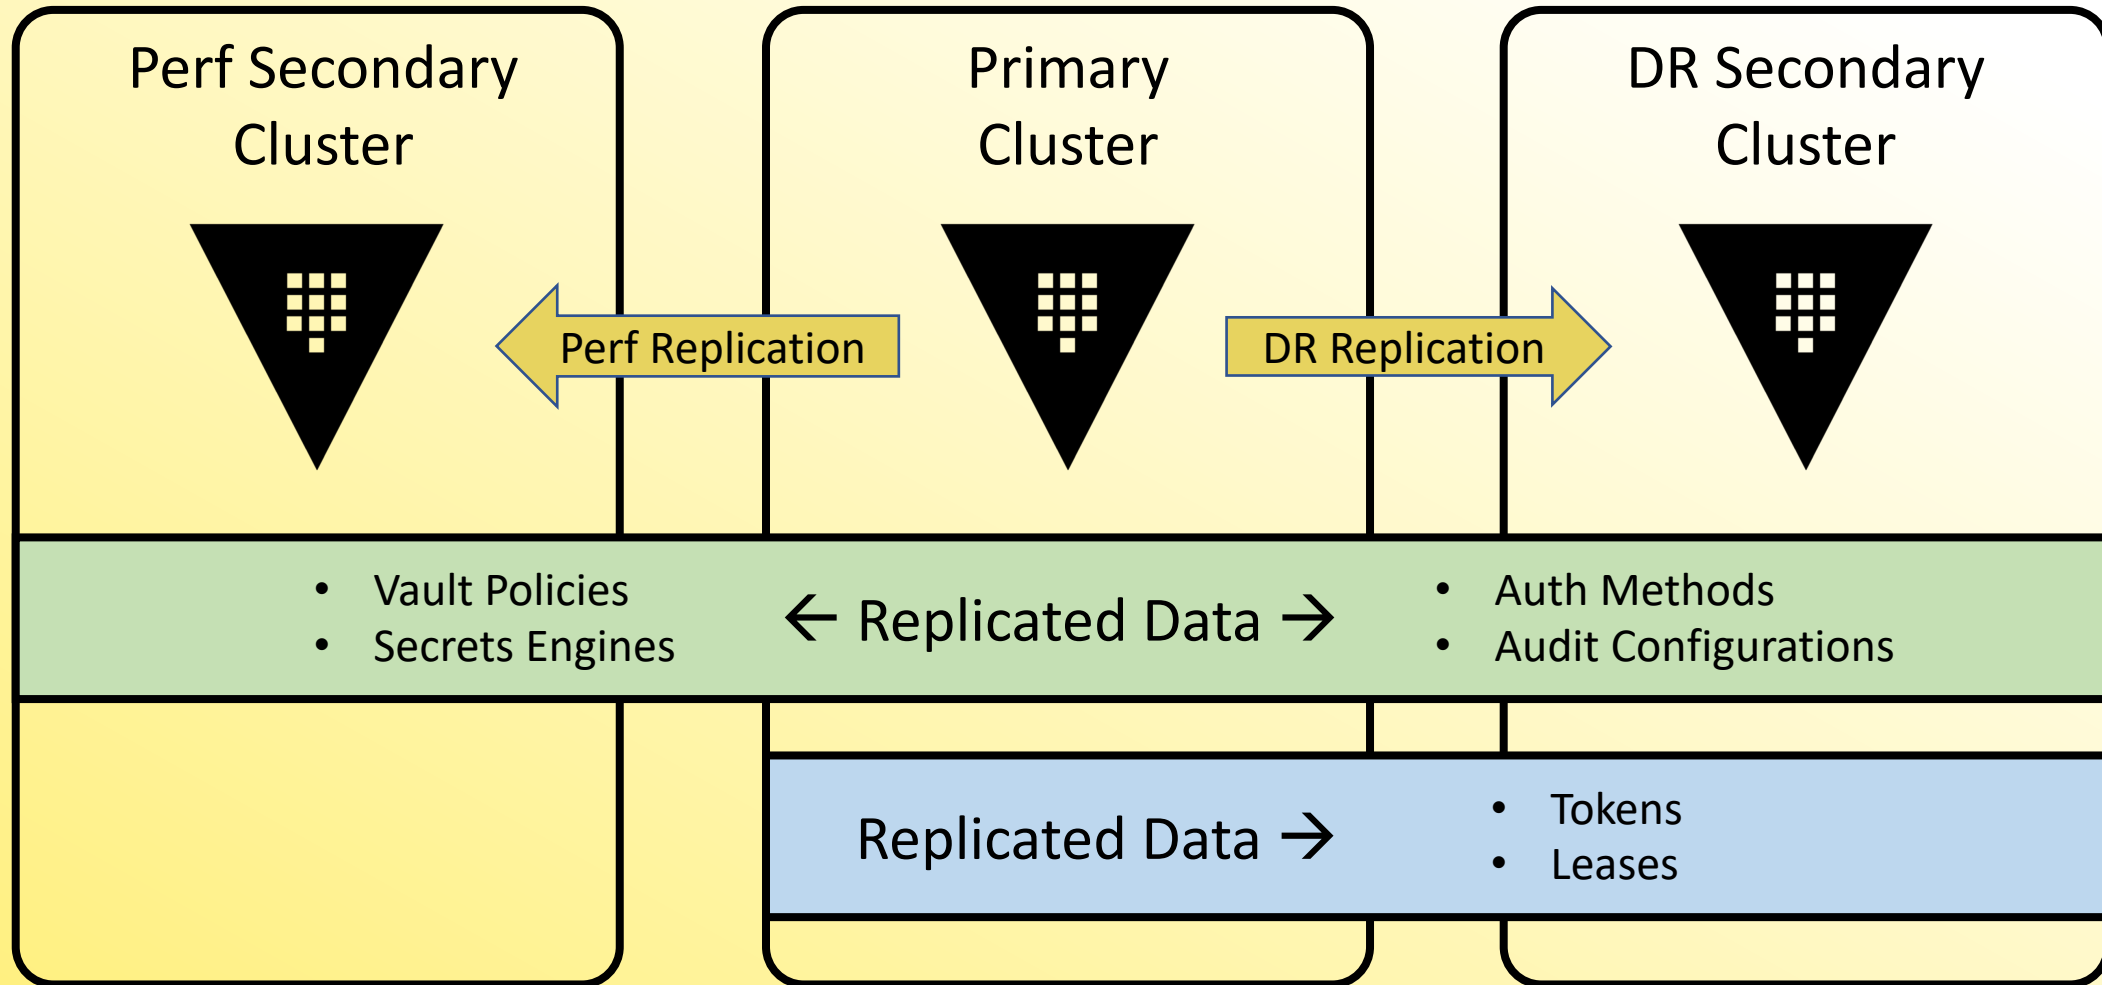 Perf Secondary
Cluster
Primary
Cluster
DR Secondary
Cluster
Perf Replication
DR Replication
• Vault Policies
• Secrets Engines
← Replicated Data →
• Auth Methods
• Audit Configurations
Replicated Data →
• Tokens
• Leases